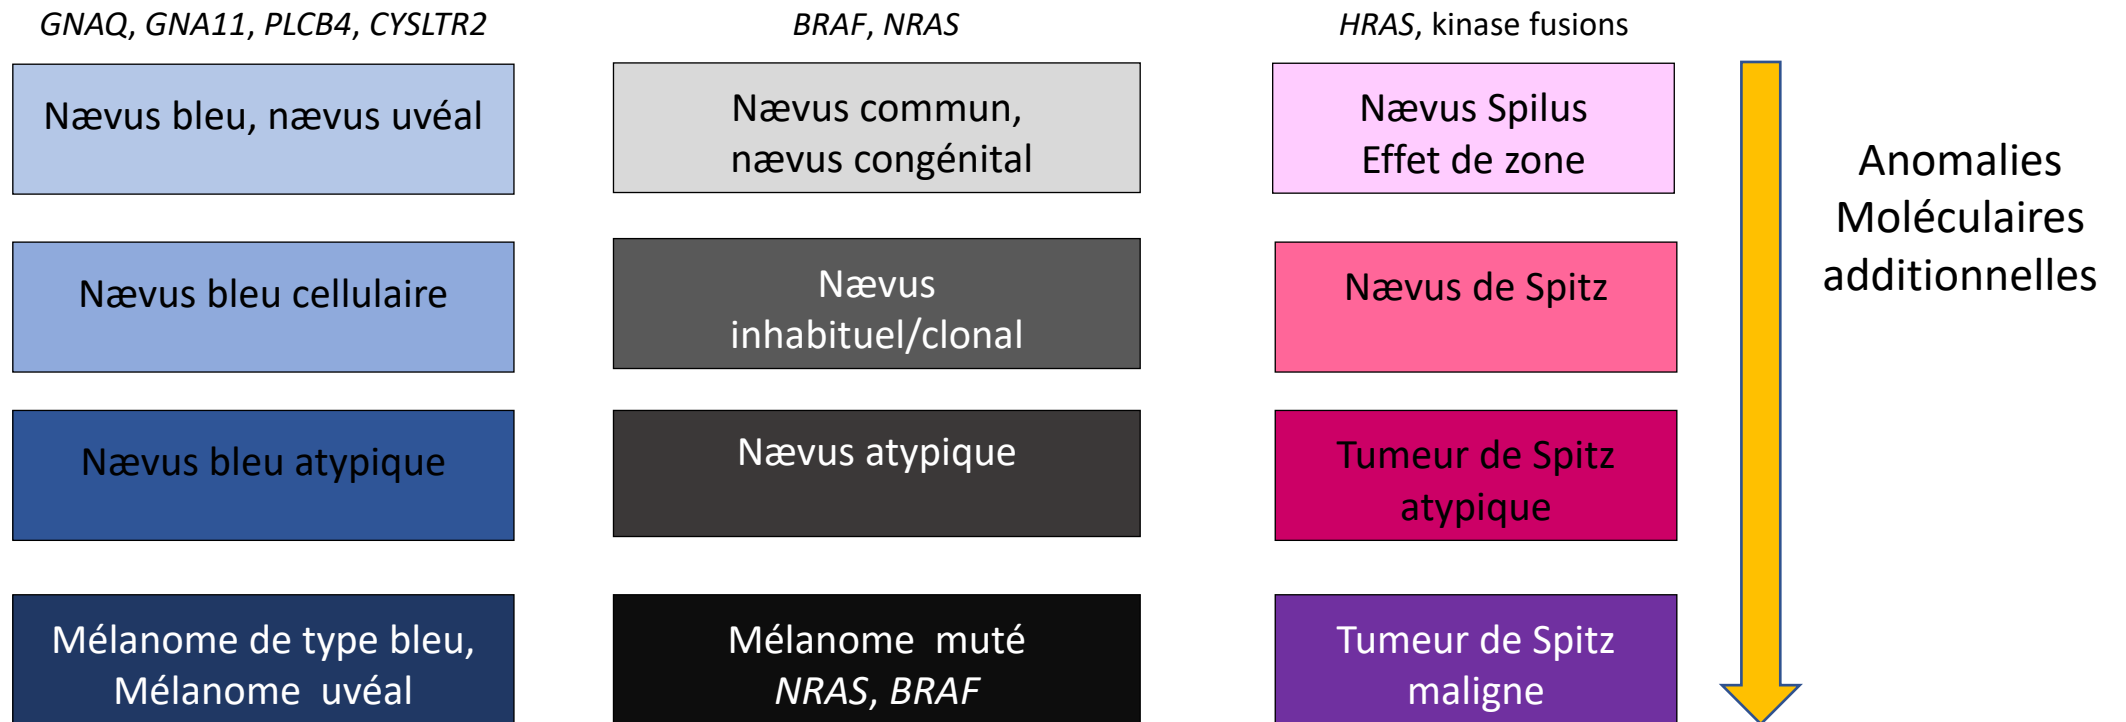 GNAQ, GNA11, PLCB4, CYSLTR2
BRAF, NRAS
HRAS, kinase fusions
Nævus bleu, nævus uvéal
Nævus commun,
nævus congénital
Nævus Spilus
Effet de zone
Anomalies
Moléculaires
additionnelles
Nævus bleu cellulaire
Nævus
inhabituel/clonal
Nævus de Spitz
Nævus bleu atypique
Nævus atypique
Tumeur de Spitz
atypique
Mélanome de type bleu,
Mélanome uvéal
Mélanome muté
NRAS, BRAF
Tumeur de Spitz
maligne